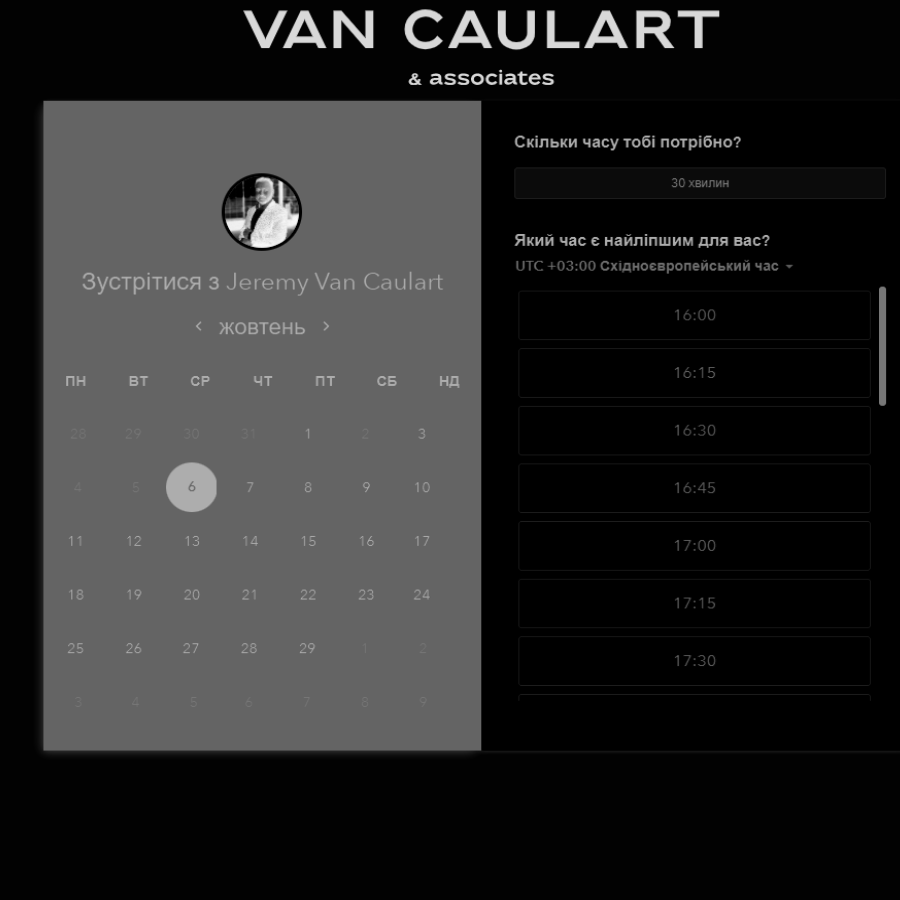 VAN CAULART
& associates
Зустрітися з Jeremy Van Caulart
жовтень
ПН ВТ СР ЧТ ПТ СБ НД
28 29 30 31 1 2 3
4 5 6 7 8 9 10
11 12 13 14 15 16 17
18 19 20 21 22 23 24
25 26 27 28 29 1 2
3 4 5 6 7 8 9
Скільки часу тобі потрібно?
30 хвилин
Який час є найліпшим для вас?
UTC +03:00 Східноєвропейський час
16:00
16:15
16:30
16:45
17:00
17:15
17:30